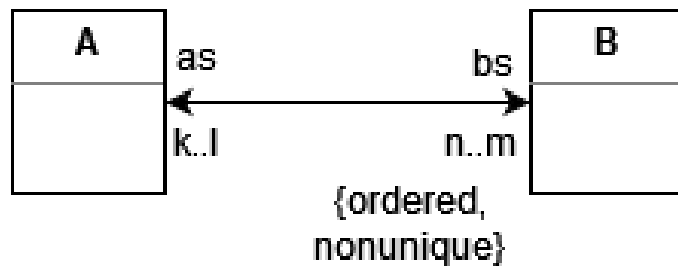 A
B
as
bs
k..l
n..m
{ordered,
nonunique}